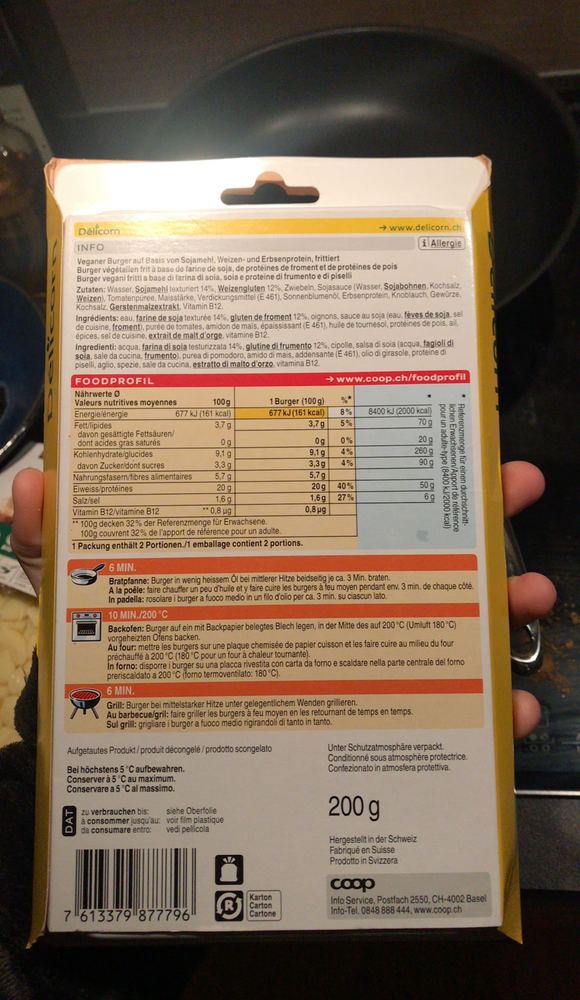 Délicorn
→ www.delicorn.ch
INFO
i Allergie
Veganer Burger auf Basis von Sojamehl, Weizen- und Erbsenprotein, frittiert
Burger végétalien frit à base de farine de soja, de protéines de froment et de protéines de pois
Burger vegani fritti a base di farina di soia, soia e proteine di frumento e di piselli
Zutaten: Wasser, Sojamehl texturiert 14%, Weizengluten 12%, Zwiebeln, Sojasauce (Wasser, Sojabohnen, Kochsalz,
Weizen), Tomatenpüree, Maisstärke, Verdickungsmittel (E 461), Sonnenblumenöl, Erbsenprotein, Knoblauch, Gewürze,
Kochsalz, Gerstenmalzextrakt, Vitamin B12.
Ingrédients: eau, farine de soja texturée 14%, gluten de froment 12%, oignons, sauce au soja (eau, fèves de soja, sel
de cuisine, froment), purée de tomates, amidon de maïs, épaississant (E 461), huile de tournesol, protéines de pois, ail,
épices, sel de cuisine, extrait de malt d'orge, vitamine B12.
Ingredienti: acqua, farina di soia testurizzata 14%, glutine di frumento 12%, cipolle, salsa di soia (acqua, fagioli di
soia, sale da cucina, frumento), purea di pomodoro, amido di mais, addensante (E 461), olio di girasole, proteine di
piselli, aglio, spezie, sale da cucina, estratto di malto d'orzo, vitamina B12.
FOODPROFIL
→ www.coop.ch/foodprofil
Nährwerte Ø
Valeurs nutritives moyennes 100g 1 Burger (100g) %* *
Energie/énergie 677 kJ (161 kcal) 677 kJ (161 kcal) 8% 8400 kJ (2000 kcal)
Fett/lipides 3,7g 3,7g 5% 70g
davon gesättigte Fettsäuren/
dont acides gras saturés 0g 0g 0% 20g
Kohlenhydrate/glucides 9,1g 9,1g 4% 260g
davon Zucker/dont sucres 3,3g 3,3g 4% 90g
Nahrungsfasern/fibres alimentaires 5,7g 5,7g
Eiweiss/protéines 20g 20g 40% 50g
Salz/sel 1,6g 1,6g 27% 6g
Vitamin B12/vitamine B12 ** 0,8 µg 0,8 µg
* Referenzmenge für einen durchschnitt-
lichen Erwachsenen/Apport de référence
pour un adulte-type (8400 kJ/2000 kcal)
** 100g decken 32% der Referenzmenge für Erwachsene.
100g couvrent 32% de l'apport de référence pour un adulte.
1 Packung enthält 2 Portionen./1 emballage contient 2 portions.
6 MIN.
Bratpfanne: Burger in wenig heissem Öl bei mittlerer Hitze beidseitig je ca. 3 Min. braten.
A la poêle: faire chauffer un peu d'huile et y faire cuire les burgers à feu moyen pendant env. 3 min. de chaque côté.
In padella: rosolare i burger a fuoco medio in un filo d'olio per ca. 3 min. su ciascun lato.
10 MIN./200 °C
Backofen: Burger auf ein mit Backpapier belegtes Blech legen, in der Mitte des auf 200 °C (Umluft 180 °C)
vorgeheizten Ofens backen.
Au four: mettre les burgers sur une plaque chemisée de papier cuisson et les faire cuire au milieu du four
préchauffé à 200 °C (180 °C pour un four à chaleur tournante).
In forno: disporre i burger su una placca rivestita con carta da forno e scaldare nella parte centrale del forno
preriscaldato a 200 °C (forno termoventilato: 180 °C).
6 MIN.
Grill: Burger bei mittelstarker Hitze unter gelegentlichem Wenden grillieren.
Au barbecue/gril: faire griller les burgers à feu moyen en les retournant de temps en temps.
Sul grill: grigliare i burger a fuoco medio rigirandoli di tanto in tanto.
Aufgetautes Produkt / produit décongelé / prodotto scongelato
Unter Schutzatmosphäre verpackt.
Conditionné sous atmosphère protectrice.
Confezionato in atmosfera protettiva.
Bei höchstens 5 °C aufbewahren.
Conserver à 5 °C au maximum.
Conservare a 5 °C al massimo.
DAT
zu verbrauchen bis: siehe Oberfolie
à consommer jusqu'au: voir film plastique
da consumare entro: vedi pellicola
200 g
Hergestellt in der Schweiz
Fabriqué en Suisse
Prodotto in Svizzera
7 613379 877796
R
Karton
Carton
Cartone
coop
Info Service, Postfach 2550, CH-4002 Basel
Info-Tel. 0848 888 444, www.coop.ch